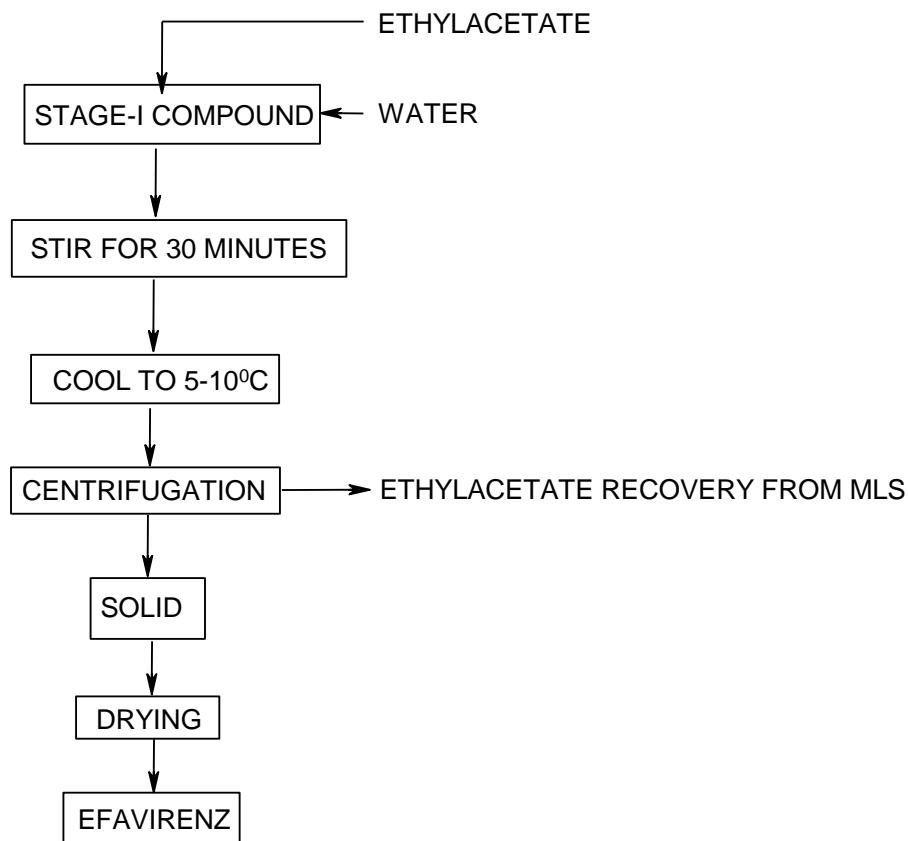 ETHYLACETATE
STAGE-I COMPOUND
WATER
STIR FOR 30 MINUTES
COOL TO 5-10⁰C
CENTRIFUGATION
ETHYLACETATE RECOVERY FROM MLS
SOLID
DRYING
EFAVIRENZ